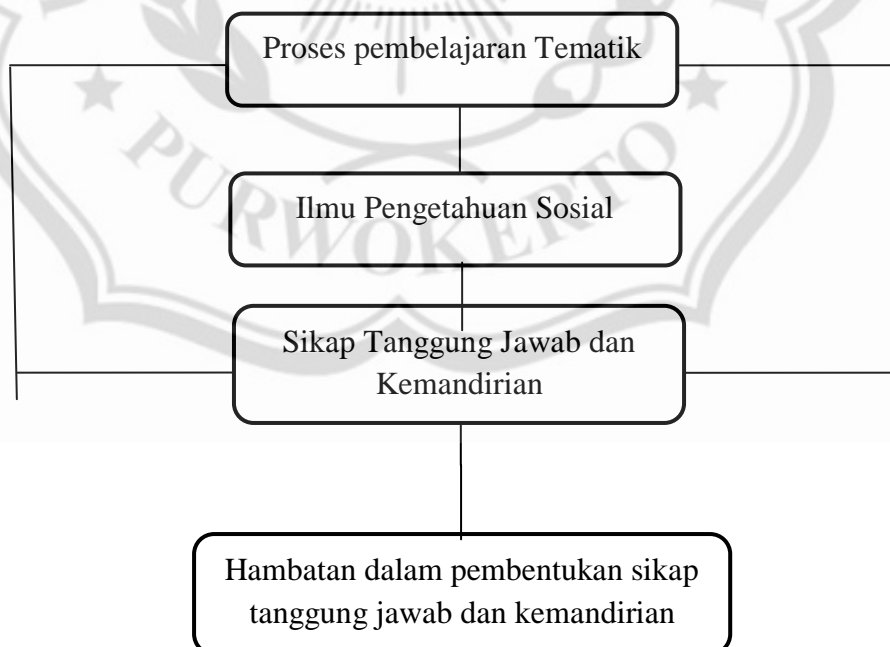 Proses pembelajaran Tematik
PURWOKERTO
Ilmu Pengetahuan Sosial
Sikap Tanggung Jawab dan
Kemandirian
Hambatan dalam pembentukan sikap
tanggung jawab dan kemandirian